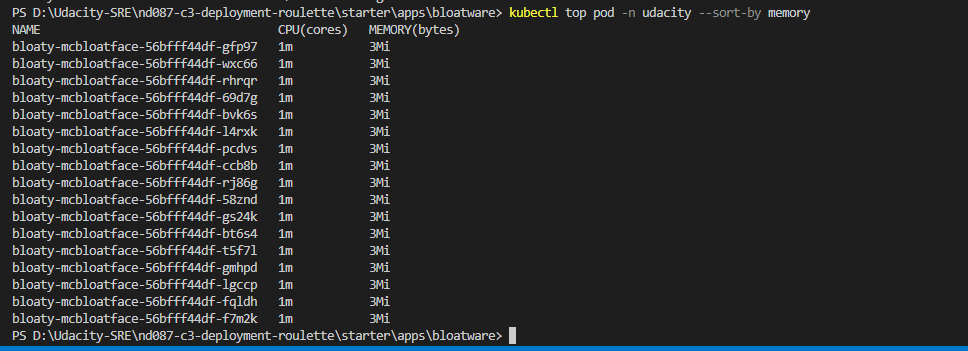 PS D:\Udacity-SRE\nd087-c3-deployment-roulette\starter\apps\bloatware> kubectl top pod -n udacity --sort-by memory
NAME CPU(cores) MEMORY(bytes)
bloaty-mcbloatface-56bfff44df-gfp97 1m 3Mi
bloaty-mcbloatface-56bfff44df-wxc66 1m 3Mi
bloaty-mcbloatface-56bfff44df-rhrqr 1m 3Mi
bloaty-mcbloatface-56bfff44df-69d7g 1m 3Mi
bloaty-mcbloatface-56bfff44df-bvk6s 1m 3Mi
bloaty-mcbloatface-56bfff44df-l4rxk 1m 3Mi
bloaty-mcbloatface-56bfff44df-pcdvs 1m 3Mi
bloaty-mcbloatface-56bfff44df-ccb8b 1m 3Mi
bloaty-mcbloatface-56bfff44df-rj86g 1m 3Mi
bloaty-mcbloatface-56bfff44df-58znd 1m 3Mi
bloaty-mcbloatface-56bfff44df-gs24k 1m 3Mi
bloaty-mcbloatface-56bfff44df-bt6s4 1m 3Mi
bloaty-mcbloatface-56bfff44df-t5f7l 1m 3Mi
bloaty-mcbloatface-56bfff44df-gmhpd 1m 3Mi
bloaty-mcbloatface-56bfff44df-lgccp 1m 3Mi
bloaty-mcbloatface-56bfff44df-fqldh 1m 3Mi
bloaty-mcbloatface-56bfff44df-f7m2k 1m 3Mi
PS D:\Udacity-SRE\nd087-c3-deployment-roulette\starter\apps\bloatware>